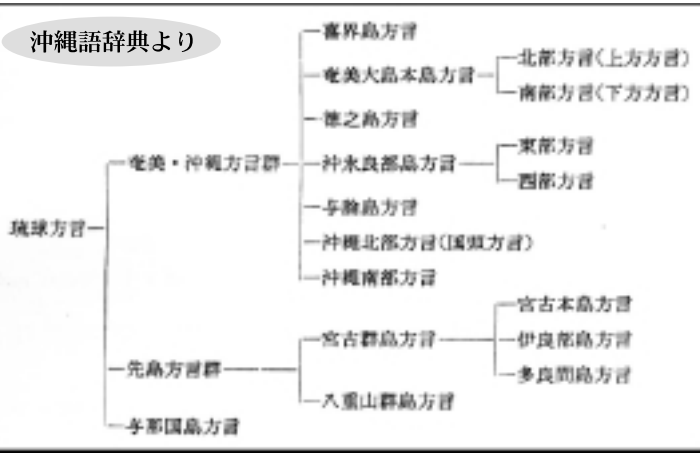 沖縄語辞典より
琉球方言
奄美・沖縄方言群
喜界島方言
奄美大島本島方言
北部方言(上方方言)
南部方言(下方方言)
徳之島方言
沖永良部島方言
東部方言
西部方言
与論島方言
沖縄北部方言(国頭方言)
沖縄南部方言
先島方言群
宮古群島方言
宮古本島方言
伊良部島方言
多良間島方言
八重山群島方言
与那国島方言